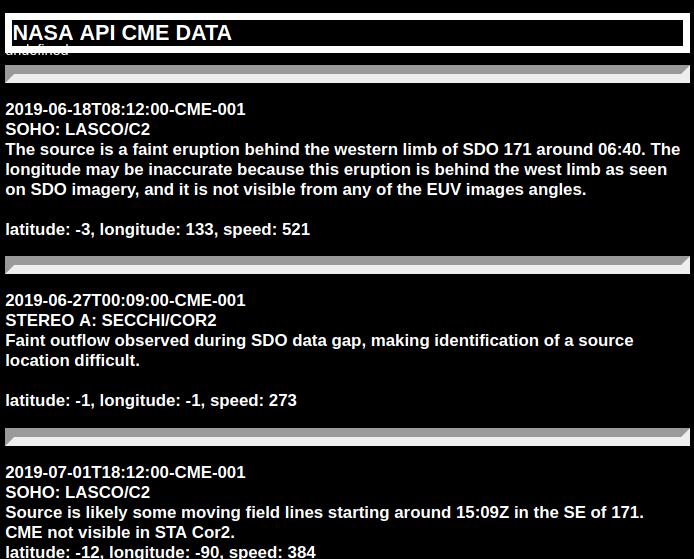 NASA API CME DATA
undefined
2019-06-18T08:12:00-CME-001
SOHO: LASCO/C2
The source is a faint eruption behind the western limb of SDO 171 around 06:40. The
longitude may be inaccurate because this eruption is behind the west limb as seen
on SDO imagery, and it is not visible from any of the EUV images angles.
latitude: -3, longitude: 133, speed: 521
2019-06-27T00:09:00-CME-001
STEREO A: SECCHI/COR2
Faint outflow observed during SDO data gap, making identification of a source
location difficult.
latitude: -1, longitude: -1, speed: 273
2019-07-01T18:12:00-CME-001
SOHO: LASCO/C2
Source is likely some moving field lines starting around 15:09Z in the SE of 171.
CME not visible in STA Cor2.
latitude: -12, longitude: -90, speed: 384